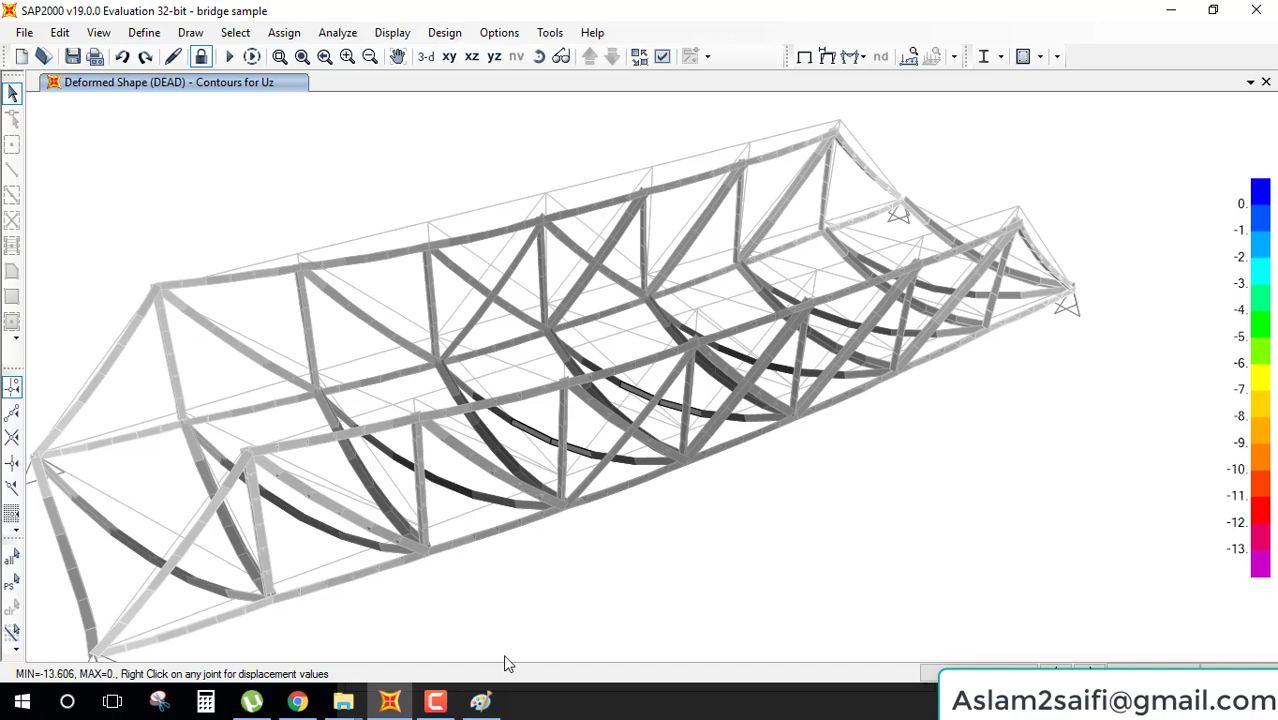 SAP2000 v19.0.0 Evaluation 32-bit - bridge sample
File Edit View Define Draw Select Assign Analyze Display Design Options Tools Help
3-d xy xz yz nv nd
Deformed Shape (DEAD) - Contours for Uz
0.
-1.
-2.
-3.
-4.
-5.
-6.
-7.
-8.
-9.
-10.
-11.
-12.
-13.
all
PS
clr
MIN=-13.606, MAX=0., Right Click on any joint for displacement values
Aslam2saifi@gmail.com